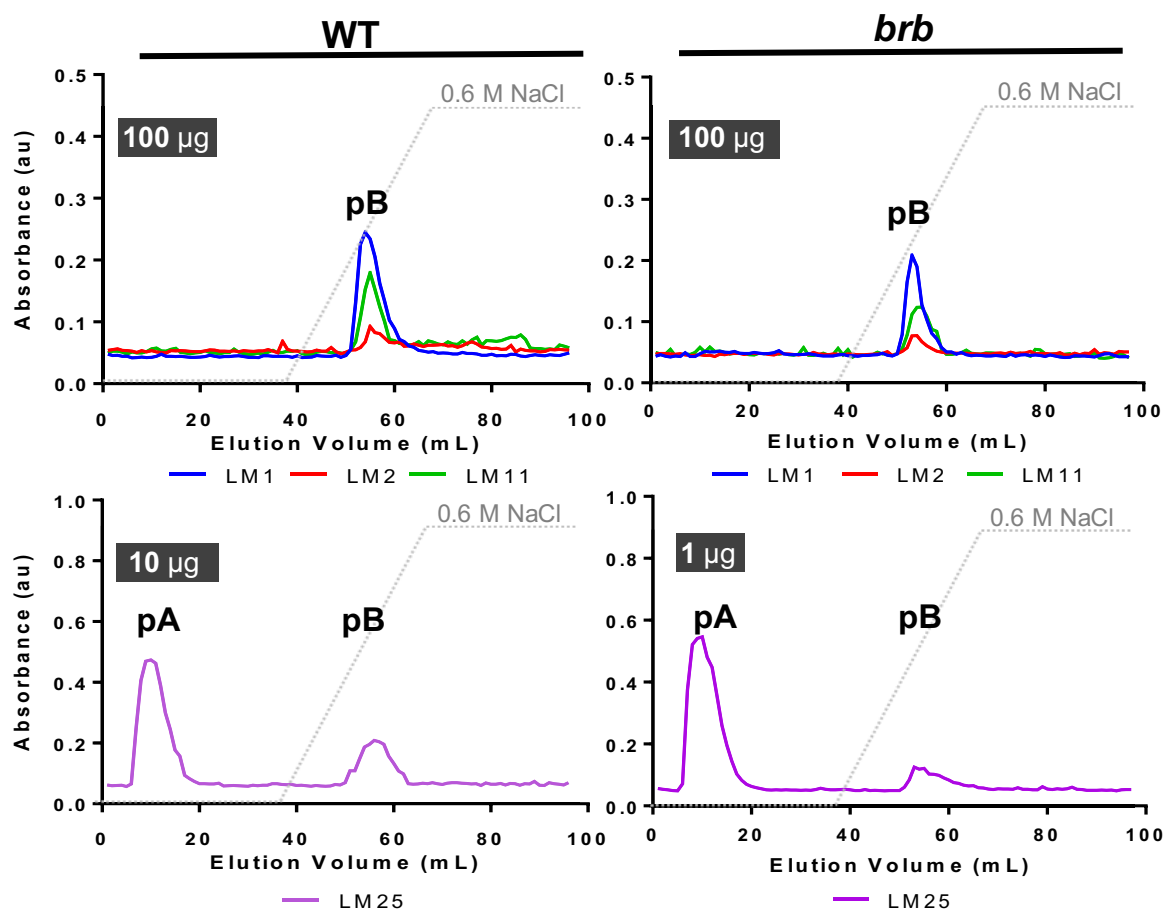 WT
brb
0.5
0.4
0.3
0.2
0.1
0.0
Absorbance (au)
100 µg
0.6 M NaCl
pB
0 20 40 60 80 100
Elution Volume (mL)
LM1 LM2 LM11
0.5
0.4
0.3
0.2
0.1
0.0
100 µg
0.6 M NaCl
pB
0 20 40 60 80 100
Elution Volume (mL)
LM1 LM2 LM11
1.0
0.8
0.6
0.4
0.2
0.0
Absorbance (au)
10 µg
0.6 M NaCl
pA pB
0 20 40 60 80 100
Elution Volume (mL)
LM25
1.0
0.8
0.6
0.4
0.2
0.0
1 µg
0.6 M NaCl
pA pB
0 20 40 60 80 100
Elution Volume (mL)
LM25